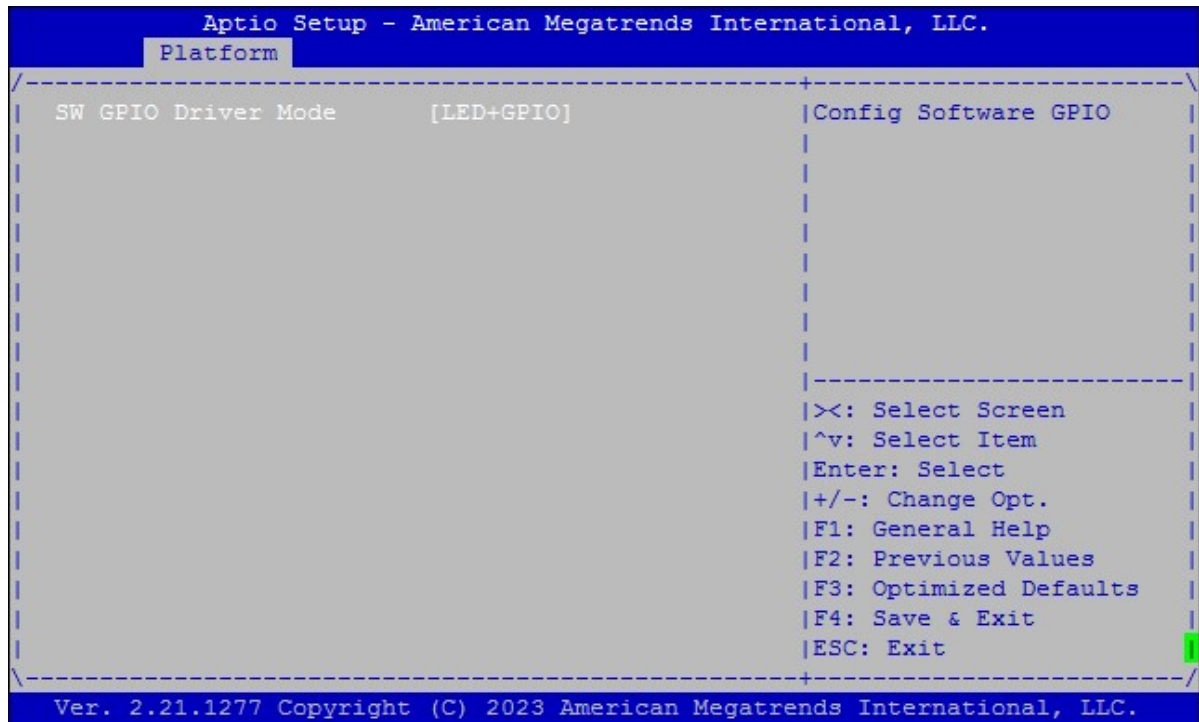 Aptio Setup - American Megatrends International, LLC.
Platform
/----------------------------------------------------+-------------------------\
| SW GPIO Driver Mode [LED+GPIO] |Config Software GPIO |
|-------------------------|
|><: Select Screen |
|^v: Select Item |
|Enter: Select |
|+/-: Change Opt. |
|F1: General Help |
|F2: Previous Values |
|F3: Optimized Defaults |
|F4: Save & Exit |
|ESC: Exit |
\----------------------------------------------------+-------------------------/
Ver. 2.21.1277 Copyright (C) 2023 American Megatrends International, LLC.